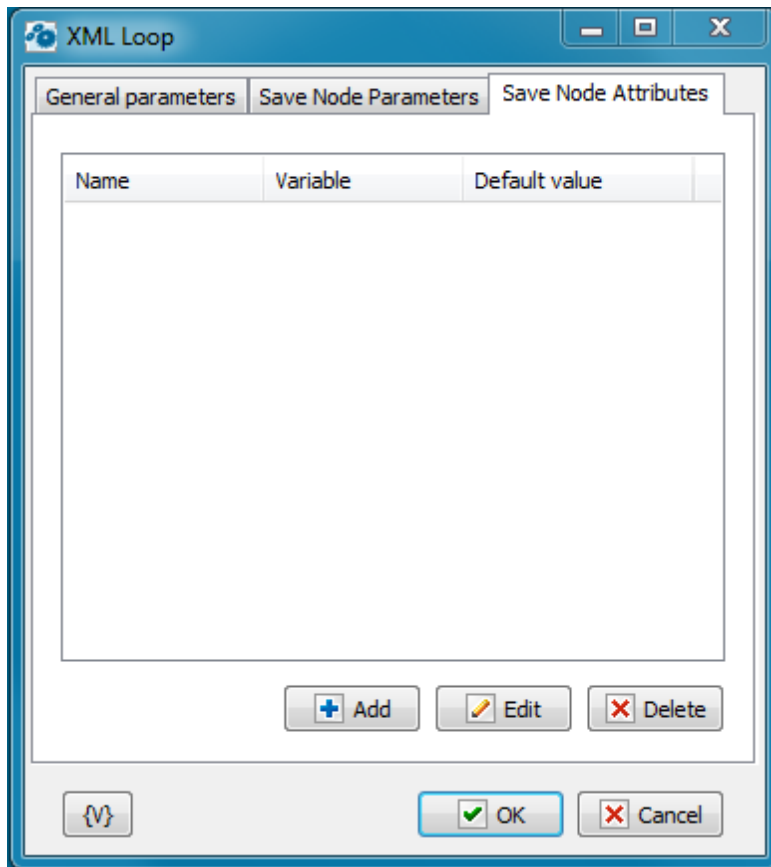 XML Loop
General parameters Save Node Parameters Save Node Attributes
Name Variable Default value
Add Edit Delete
{V} OK Cancel